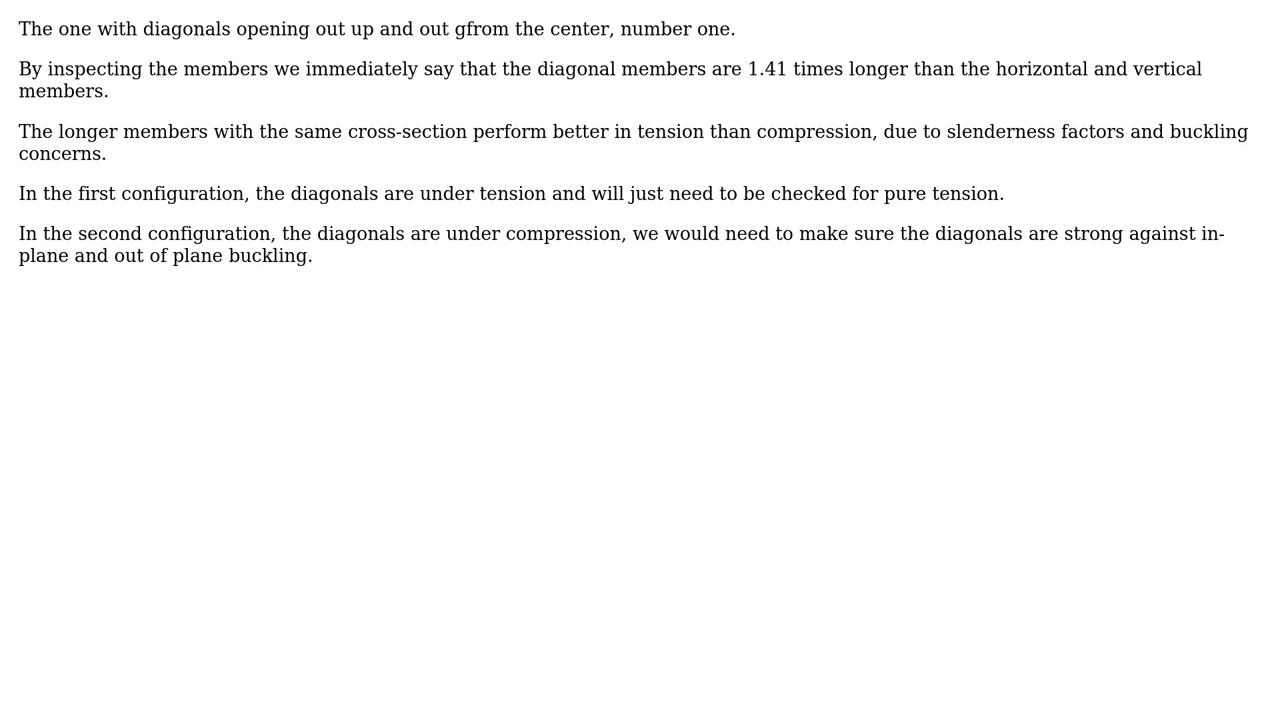 The one with diagonals opening out up and out gfrom the center, number one.
By inspecting the members we immediately say that the diagonal members are 1.41 times longer than the horizontal and vertical
members.
The longer members with the same cross-section perform better in tension than compression, due to slenderness factors and buckling
concerns.
In the first configuration, the diagonals are under tension and will just need to be checked for pure tension.
In the second configuration, the diagonals are under compression, we would need to make sure the diagonals are strong against in-
plane and out of plane buckling.